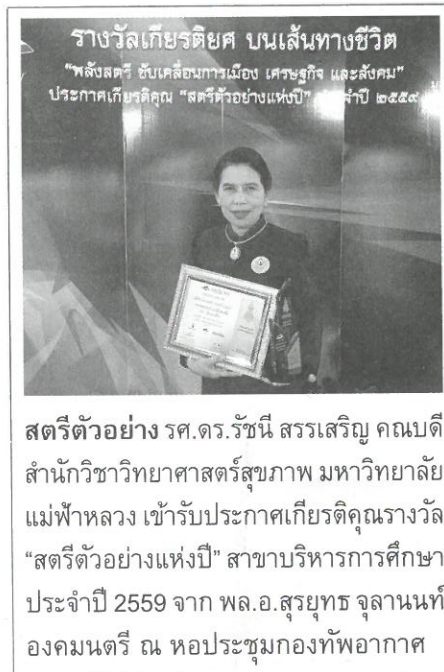 รางวัลเกียรติยศ บนเส้นทางชีวิต
"พลังสตรี ขับเคลื่อนการเมือง เศรษฐกิจ และสังคม"
ประกาศเกียรติคุณ "สตรีตัวอย่างแห่งปี" ประจำปี ๒๕๕๙
สตรีตัวอย่าง รศ.ดร.รัชนี สรรเสริญ คณบดี
สำนักวิชาวิทยาศาสตร์สุขภาพ มหาวิทยาลัย
แม่ฟ้าหลวง เข้ารับประกาศเกียรติคุณรางวัล
"สตรีตัวอย่างแห่งปี" สาขาบริหารการศึกษา
ประจำปี 2559 จาก พล.อ.สุรยุทธ จุลานนท์
องคมนตรี ณ หอประชุมกองทัพอากาศ